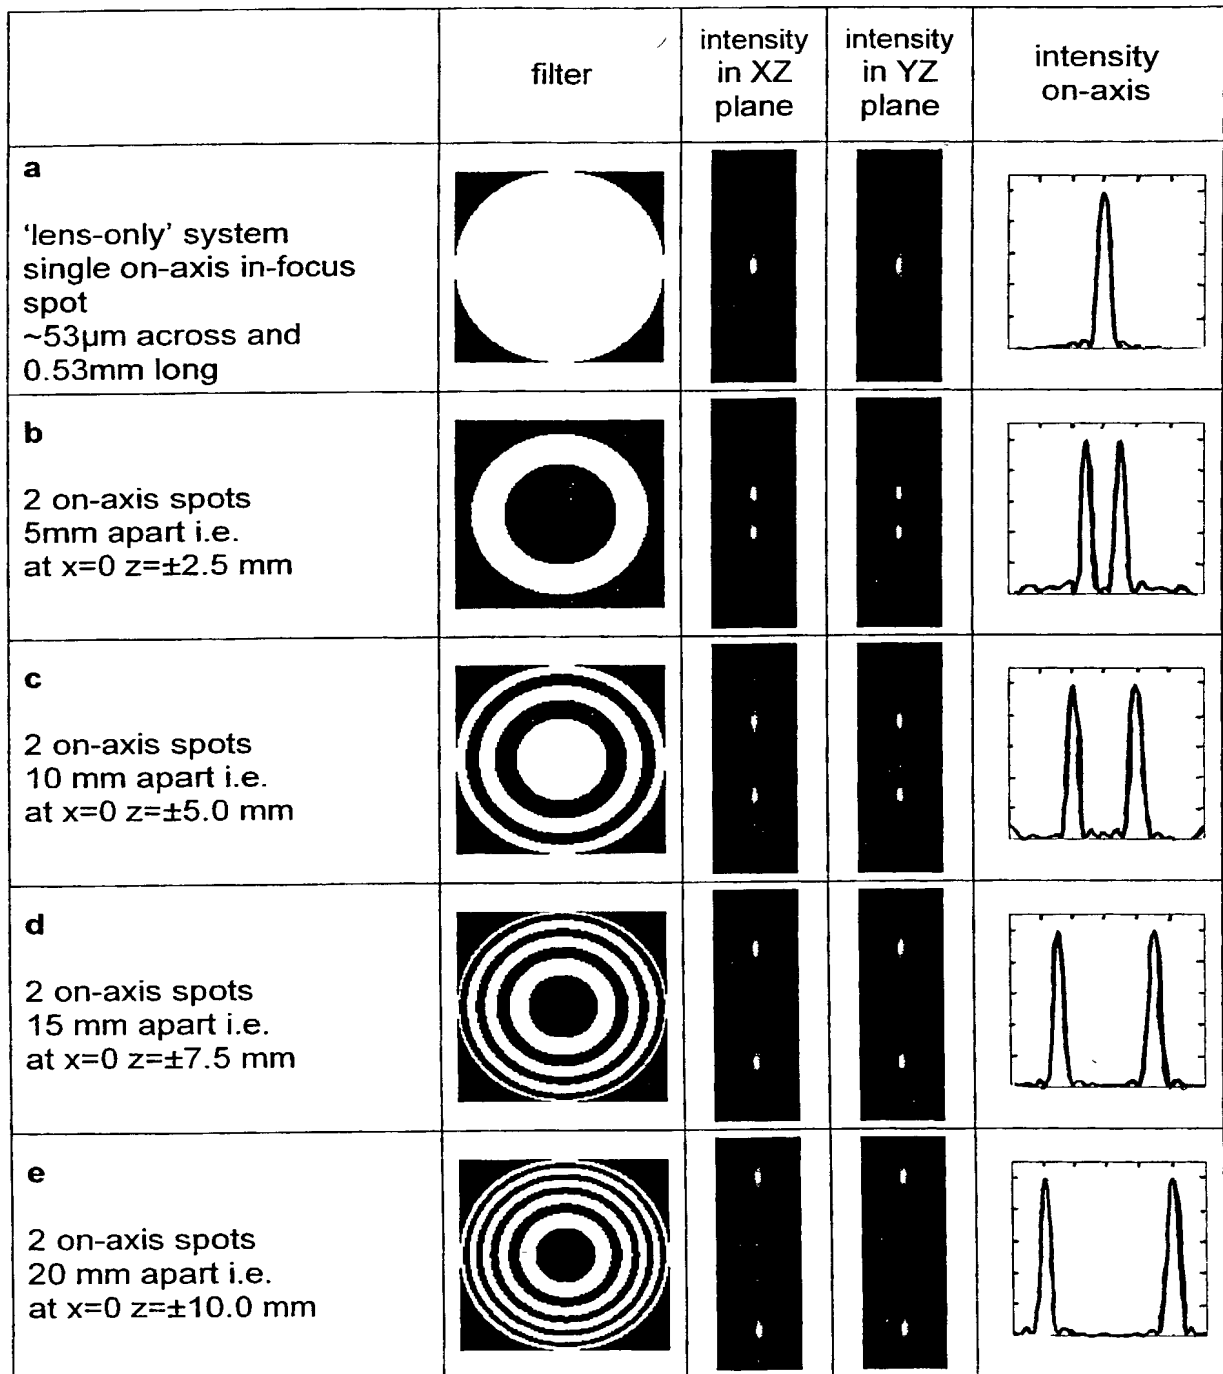 filter
intensity
in XZ
plane
intensity
in YZ
plane
intensity
on-axis
a
'lens-only' system
single on-axis in-focus
spot
~53µm across and
0.53mm long
b
2 on-axis spots
5mm apart i.e.
at x=0 z=±2.5 mm
c
2 on-axis spots
10 mm apart i.e.
at x=0 z=±5.0 mm
d
2 on-axis spots
15 mm apart i.e.
at x=0 z=±7.5 mm
e
2 on-axis spots
20 mm apart i.e.
at x=0 z=±10.0 mm